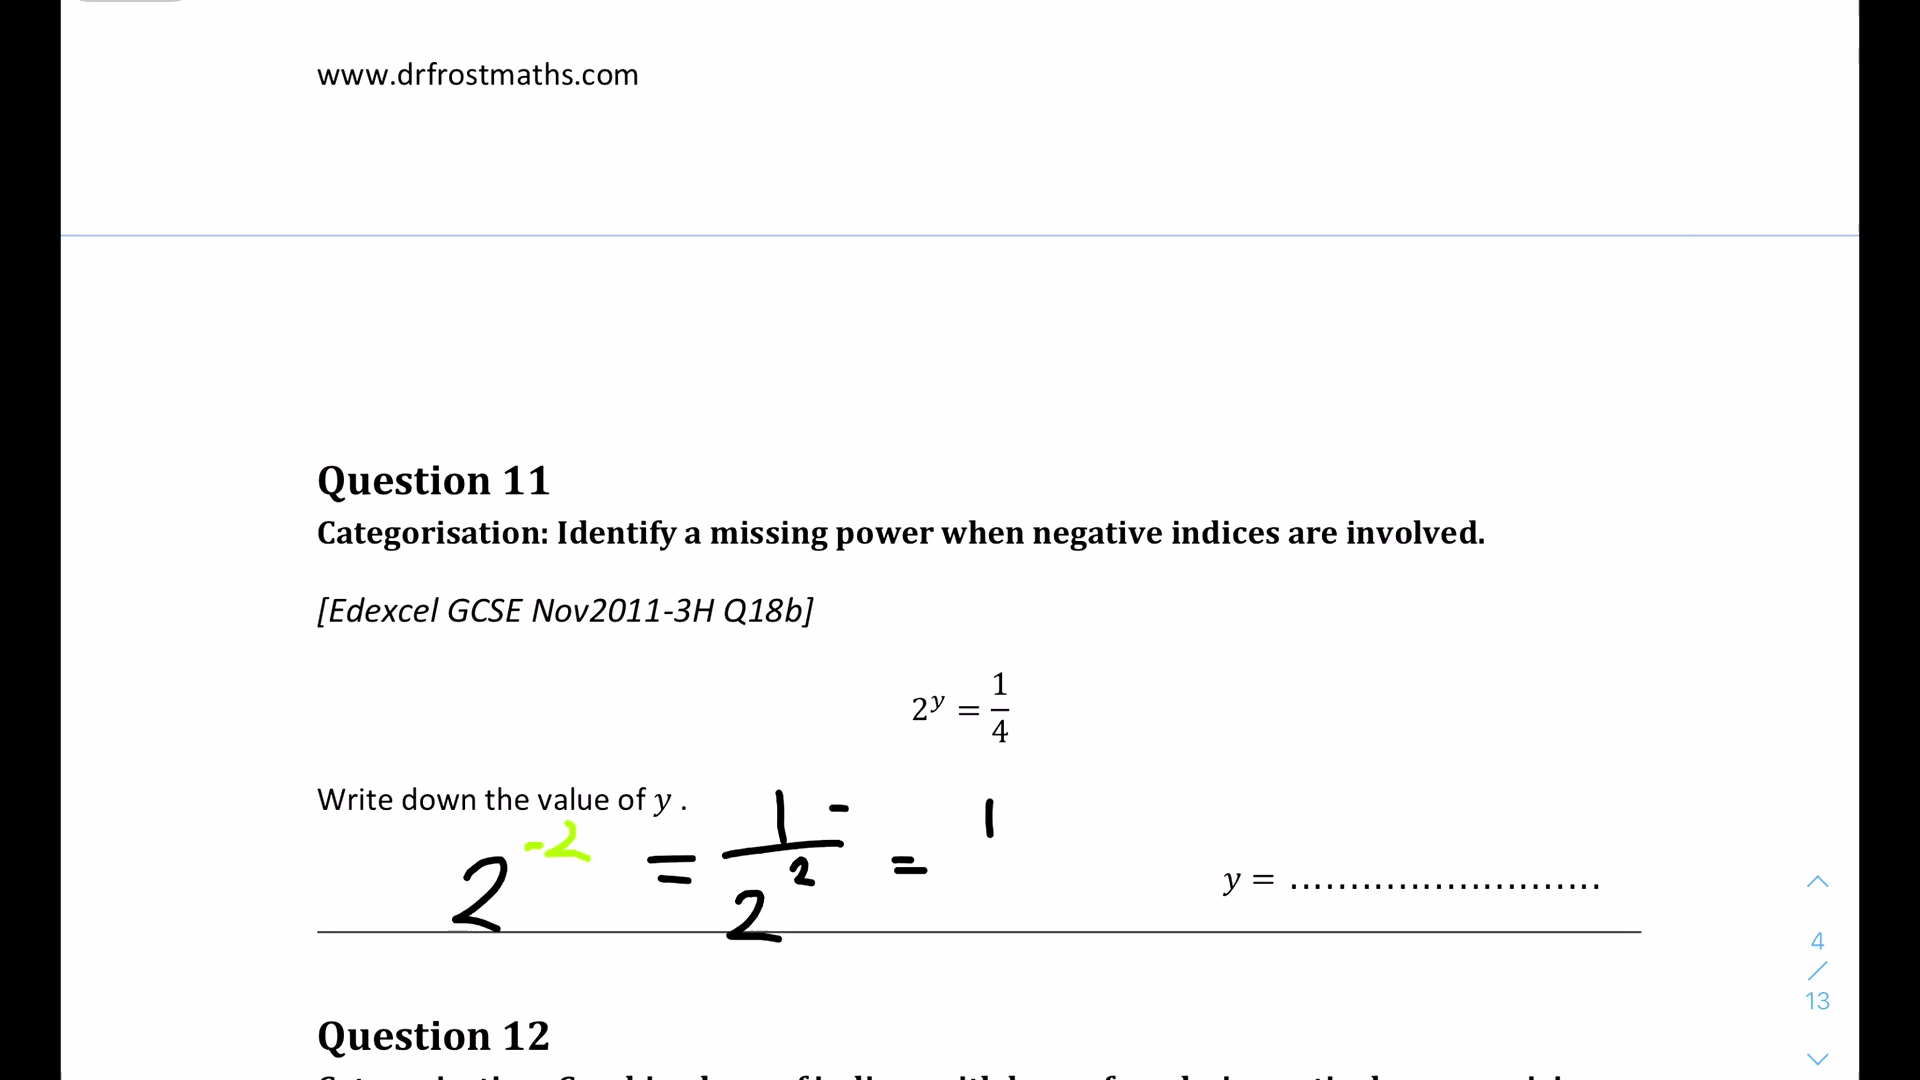 www.drfrostmaths.com
Question 11
Categorisation: Identify a missing power when negative indices are involved.
[Edexcel GCSE Nov2011-3H Q18b]
2^y = 1/4
Write down the value of y .
2^-2 = 1/2^2 - = 1
y = ..........................
4
/
13
Question 12